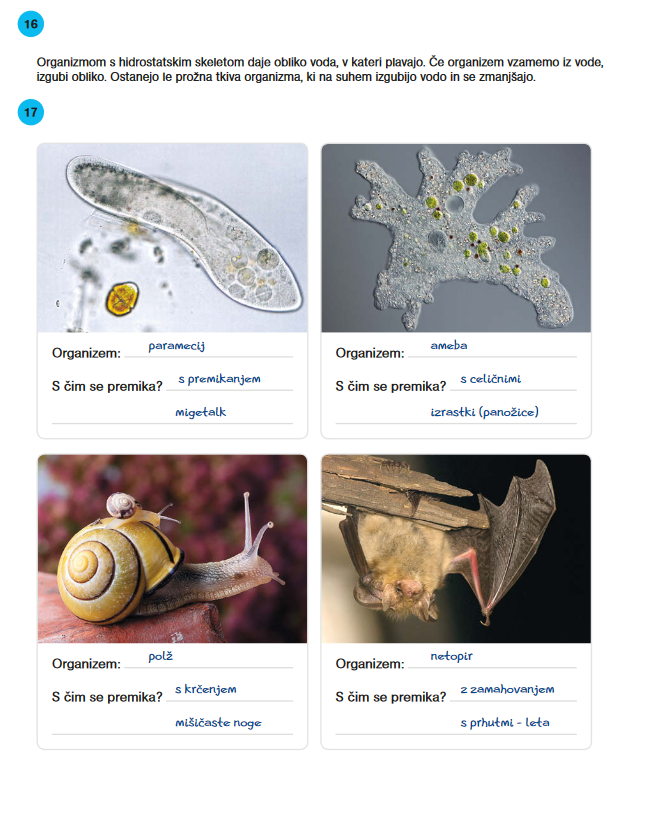 16
Organizmom s hidrostatskim skeletom daje obliko voda, v kateri plavajo. Če organizem vzamemo iz vode,
izgubi obliko. Ostanejo le prožna tkiva organizma, ki na suhem izgubijo vodo in se zmanjšajo.
17
Organizem: paramecij
S čim se premika? s premikanjem
migetalk
Organizem: ameba
S čim se premika? s celičnimi
izrastki (panožice)
Organizem: polž
S čim se premika? s krčenjem
mišičaste noge
Organizem: netopir
S čim se premika? z zamahovanjem
s prhutmi - leta